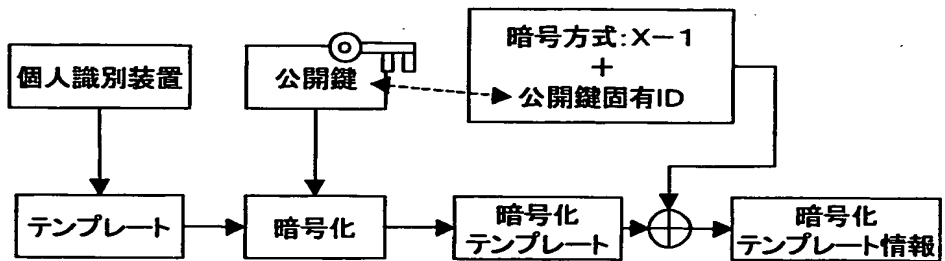 個人識別装置
公開鍵
暗号方式:X−1
+
公開鍵固有ID
テンプレート
暗号化
暗号化
テンプレート
暗号化
テンプレート情報